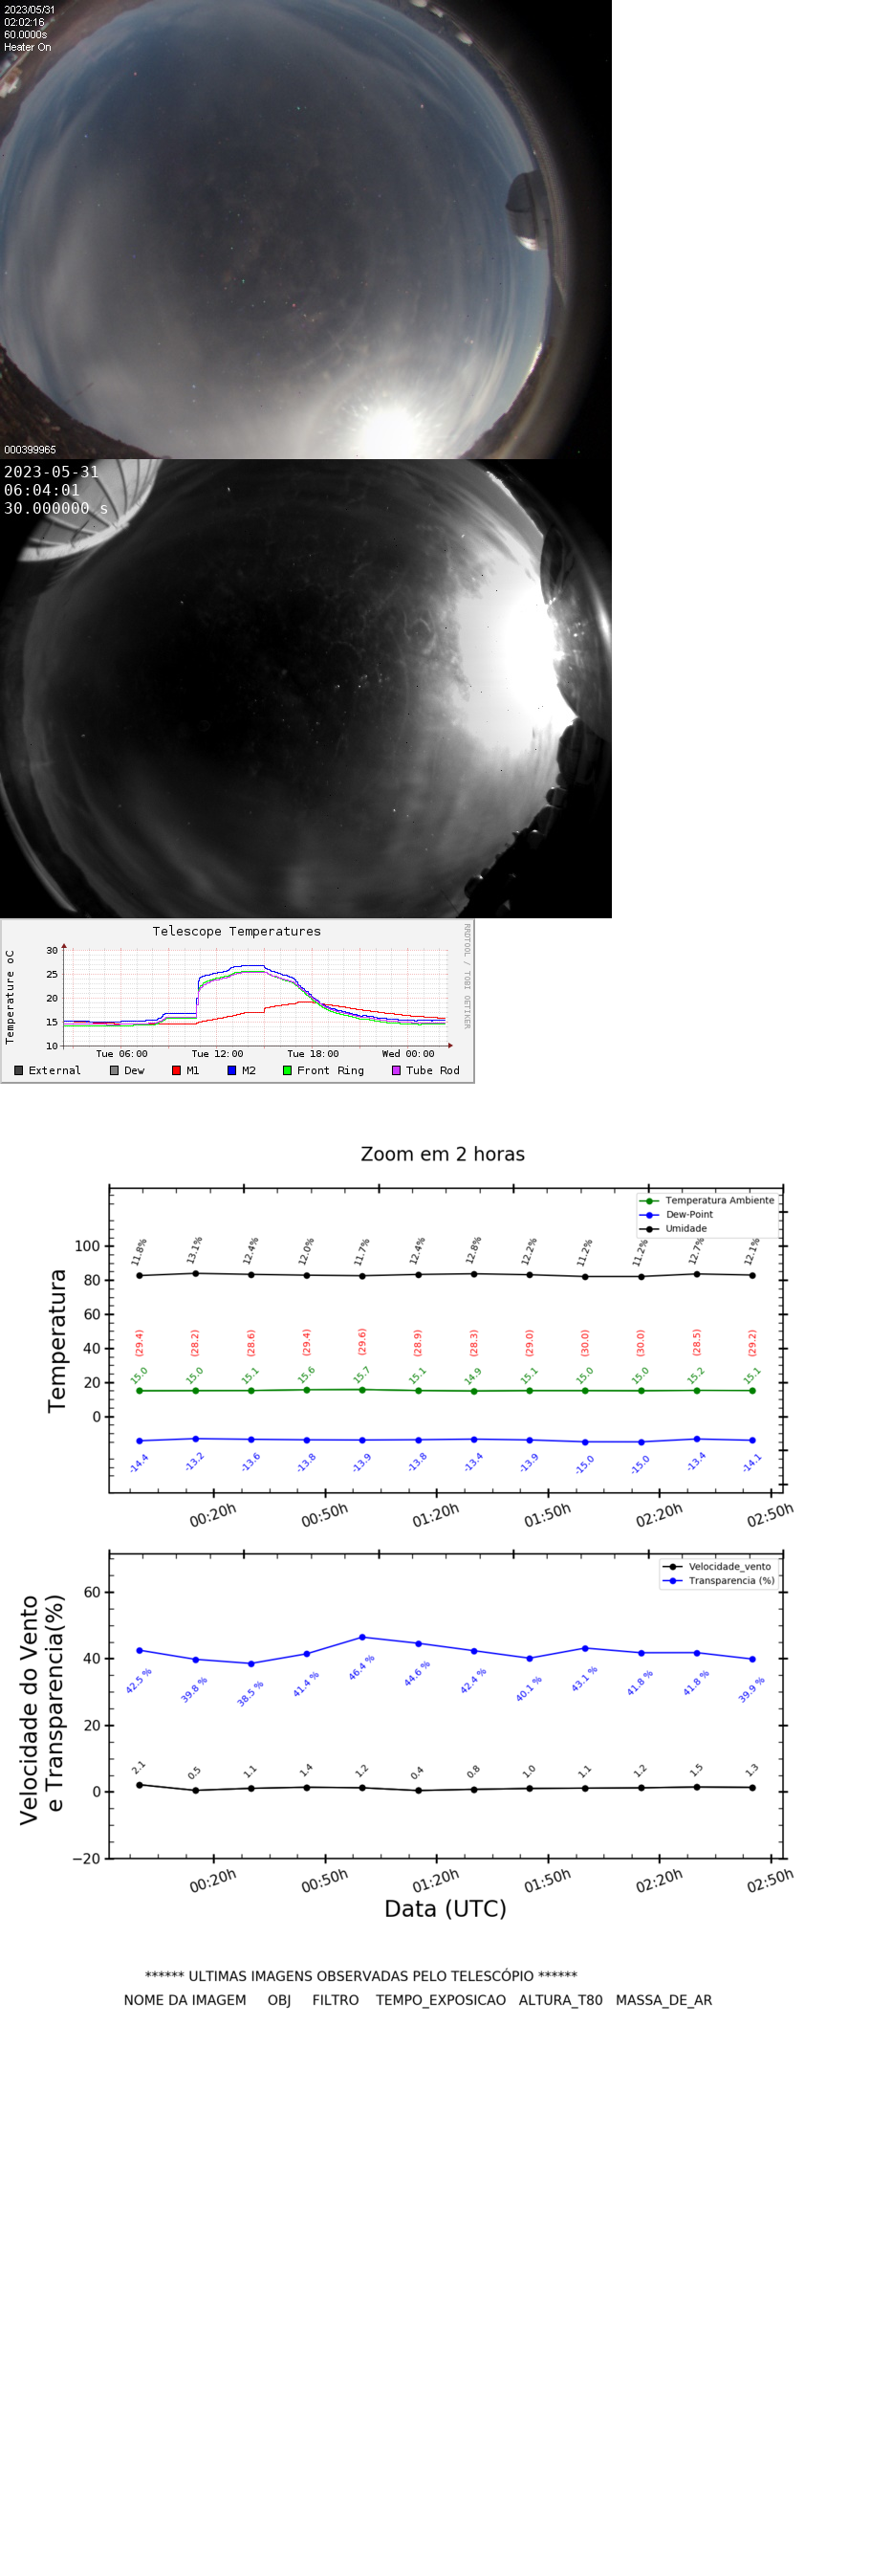 2023/05/31
02:02:16
60.0000s
Heater On
000399965
2023-05-31
06:04:01
30.000000 s
Telescope Temperatures
RRDTOOL / TOBI OETIKER
Temperature oC
30
25
20
15
10
Tue 06:00 Tue 12:00 Tue 18:00 Wed 00:00
External Dew M1 M2 Front Ring Tube Rod
Zoom em 2 horas
Temperatura Ambiente
Dew-Point
Umidade
Temperatura
100
80
60
40
20
0
11.8% 13.1% 12.4% 12.0% 11.7% 12.4% 12.8% 12.2% 11.2% 11.2% 12.7% 12.1%
(29.4) (28.2) (28.6) (29.4) (29.6) (28.9) (28.3) (29.0) (30.0) (30.0) (28.5) (29.2)
15.0 15.0 15.1 15.6 15.7 15.1 14.9 15.1 15.0 15.0 15.2 15.1
-14.4 -13.2 -13.6 -13.8 -13.9 -13.8 -13.4 -13.9 -15.0 -15.0 -13.4 -14.1
00:20h 00:50h 01:20h 01:50h 02:20h 02:50h
Velocidade_vento
Transparencia (%)
Velocidade do Vento
e Transparencia(%)
60
40
20
0
−20
42.5 % 39.8 % 38.5 % 41.4 % 46.4 % 44.6 % 42.4 % 40.1 % 43.1 % 41.8 % 41.8 % 39.9 %
2.1 0.5 1.1 1.4 1.2 0.4 0.8 1.0 1.1 1.2 1.5 1.3
00:20h 00:50h 01:20h 01:50h 02:20h 02:50h
Data (UTC)
****** ULTIMAS IMAGENS OBSERVADAS PELO TELESCÓPIO ******
NOME DA IMAGEM OBJ FILTRO TEMPO_EXPOSICAO ALTURA_T80 MASSA_DE_AR